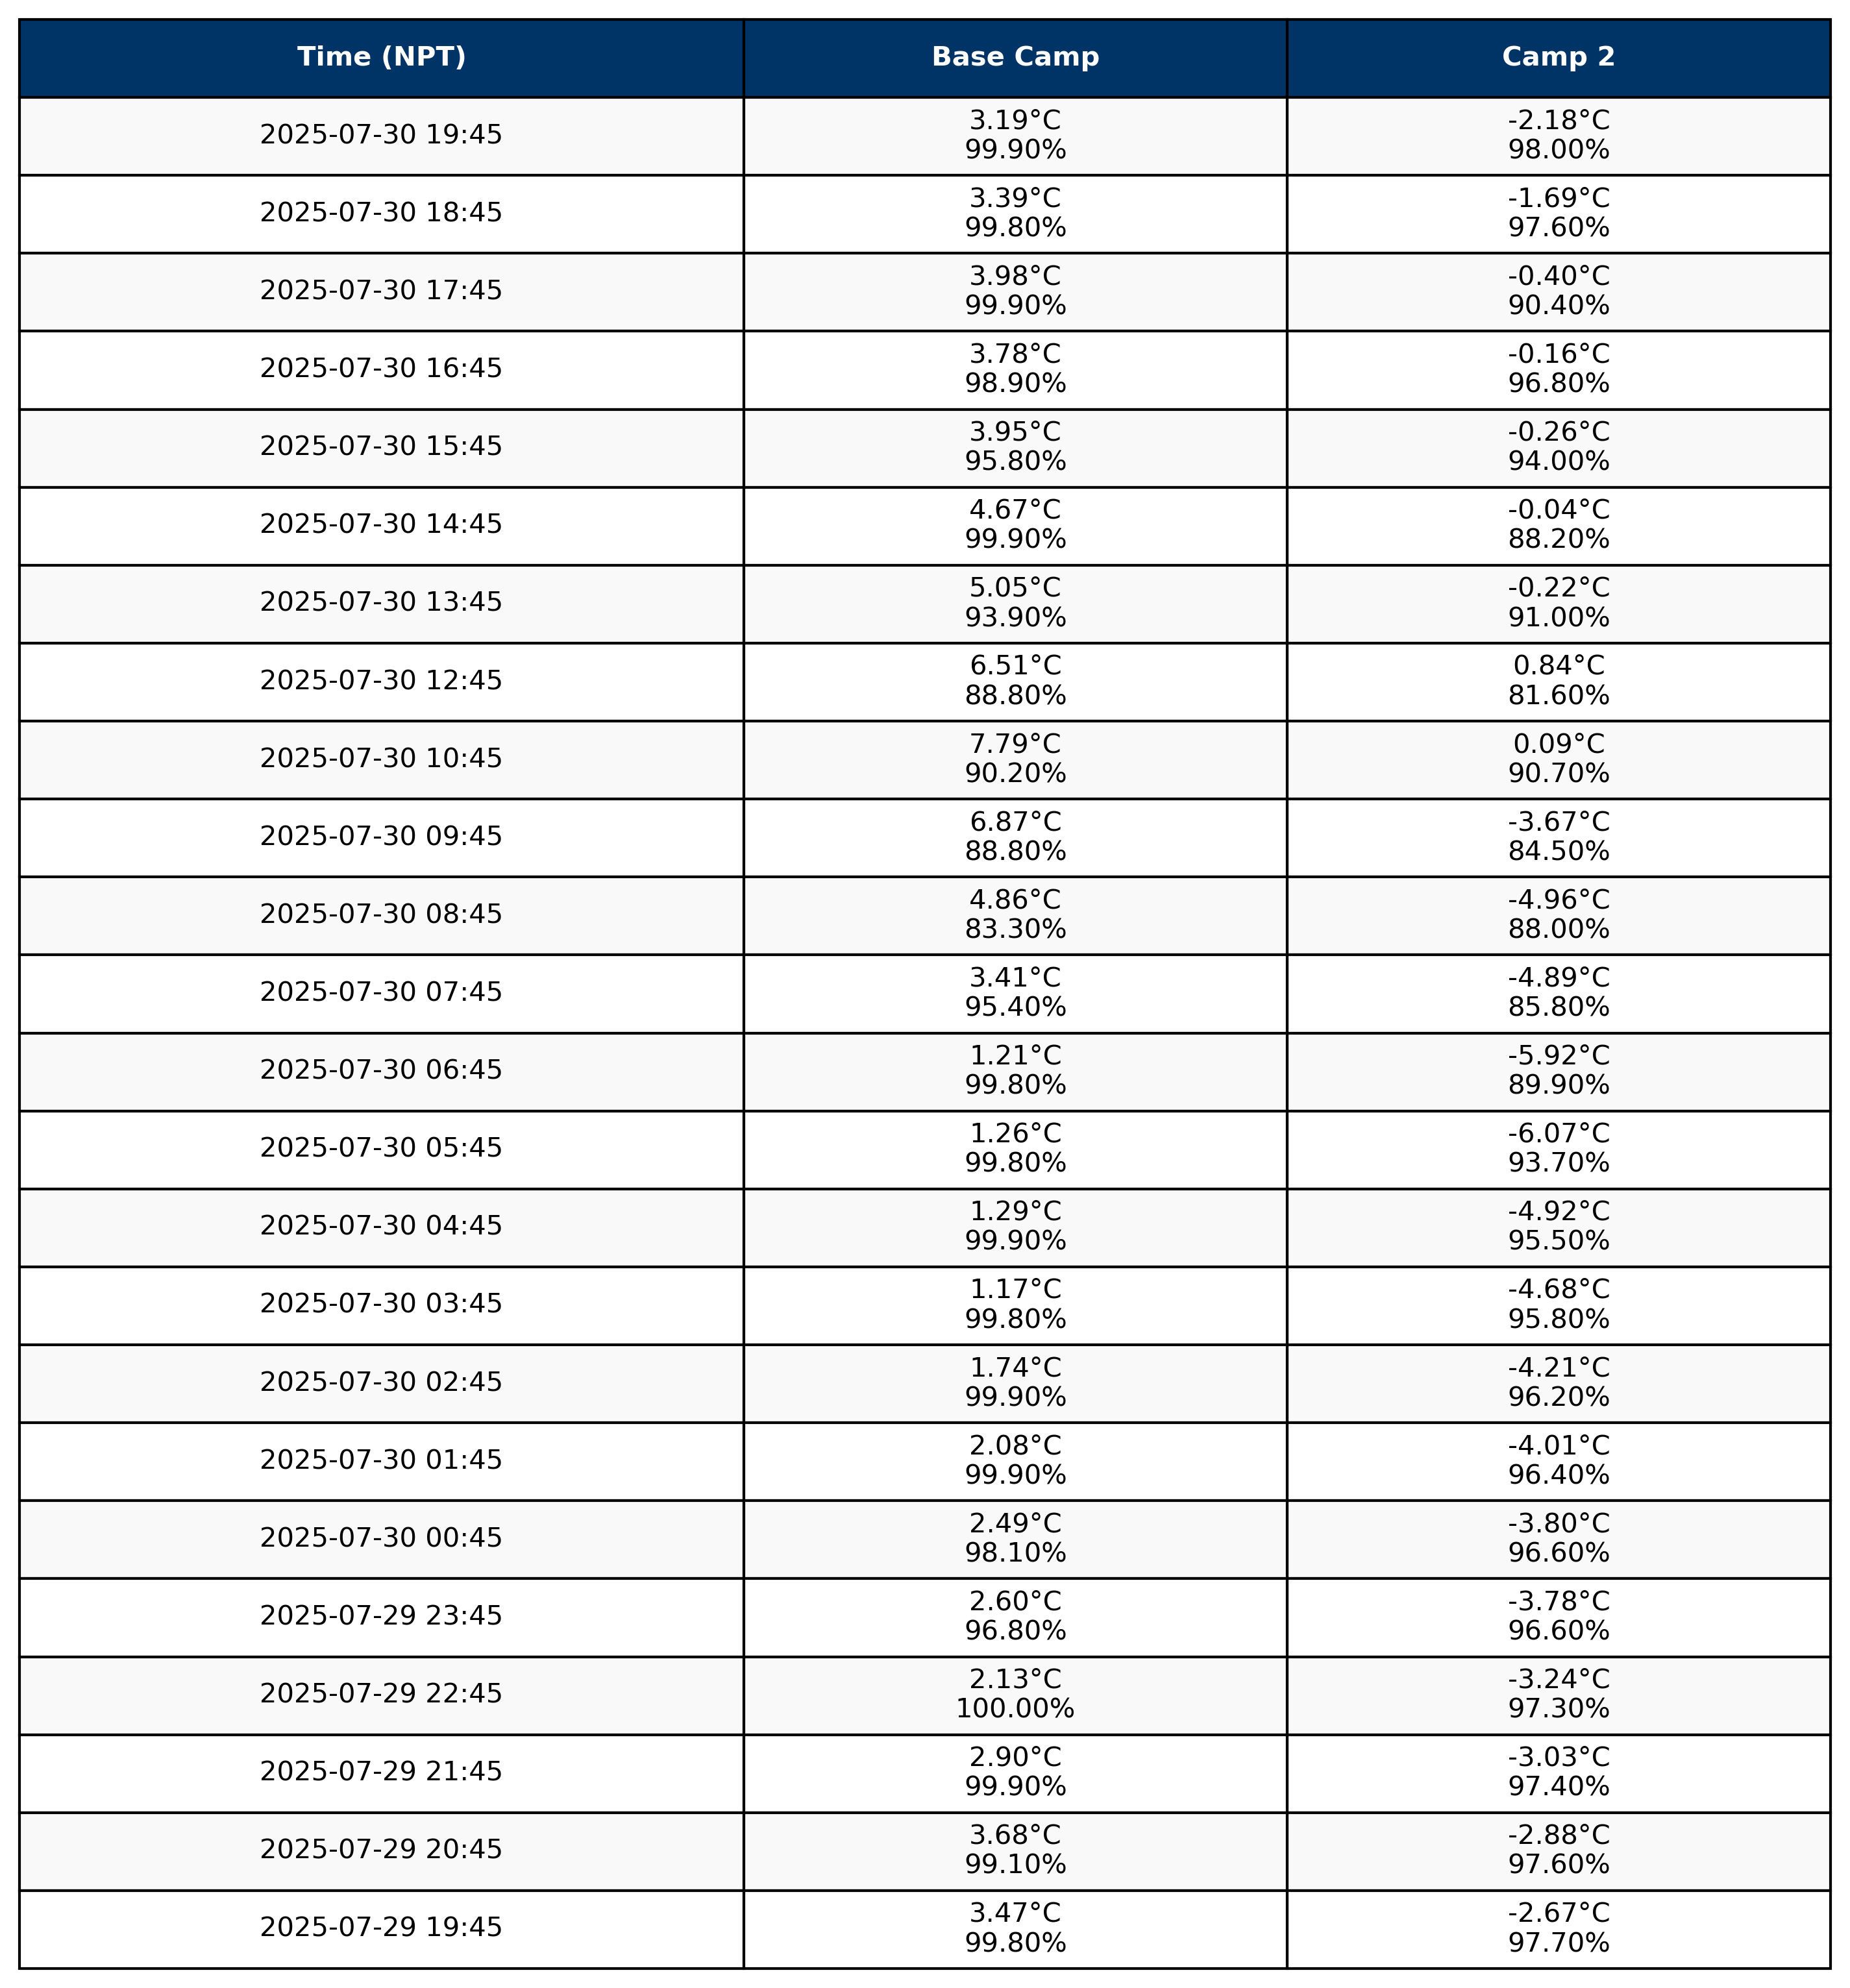 Time (NPT) Base Camp Camp 2
2025-07-30 19:45 3.19°C -2.18°C
99.90% 98.00%
2025-07-30 18:45 3.39°C -1.69°C
99.80% 97.60%
2025-07-30 17:45 3.98°C -0.40°C
99.90% 90.40%
2025-07-30 16:45 3.78°C -0.16°C
98.90% 96.80%
2025-07-30 15:45 3.95°C -0.26°C
95.80% 94.00%
2025-07-30 14:45 4.67°C -0.04°C
99.90% 88.20%
2025-07-30 13:45 5.05°C -0.22°C
93.90% 91.00%
2025-07-30 12:45 6.51°C 0.84°C
88.80% 81.60%
2025-07-30 10:45 7.79°C 0.09°C
90.20% 90.70%
2025-07-30 09:45 6.87°C -3.67°C
88.80% 84.50%
2025-07-30 08:45 4.86°C -4.96°C
83.30% 88.00%
2025-07-30 07:45 3.41°C -4.89°C
95.40% 85.80%
2025-07-30 06:45 1.21°C -5.92°C
99.80% 89.90%
2025-07-30 05:45 1.26°C -6.07°C
99.80% 93.70%
2025-07-30 04:45 1.29°C -4.92°C
99.90% 95.50%
2025-07-30 03:45 1.17°C -4.68°C
99.80% 95.80%
2025-07-30 02:45 1.74°C -4.21°C
99.90% 96.20%
2025-07-30 01:45 2.08°C -4.01°C
99.90% 96.40%
2025-07-30 00:45 2.49°C -3.80°C
98.10% 96.60%
2025-07-29 23:45 2.60°C -3.78°C
96.80% 96.60%
2025-07-29 22:45 2.13°C -3.24°C
100.00% 97.30%
2025-07-29 21:45 2.90°C -3.03°C
99.90% 97.40%
2025-07-29 20:45 3.68°C -2.88°C
99.10% 97.60%
2025-07-29 19:45 3.47°C -2.67°C
99.80% 97.70%